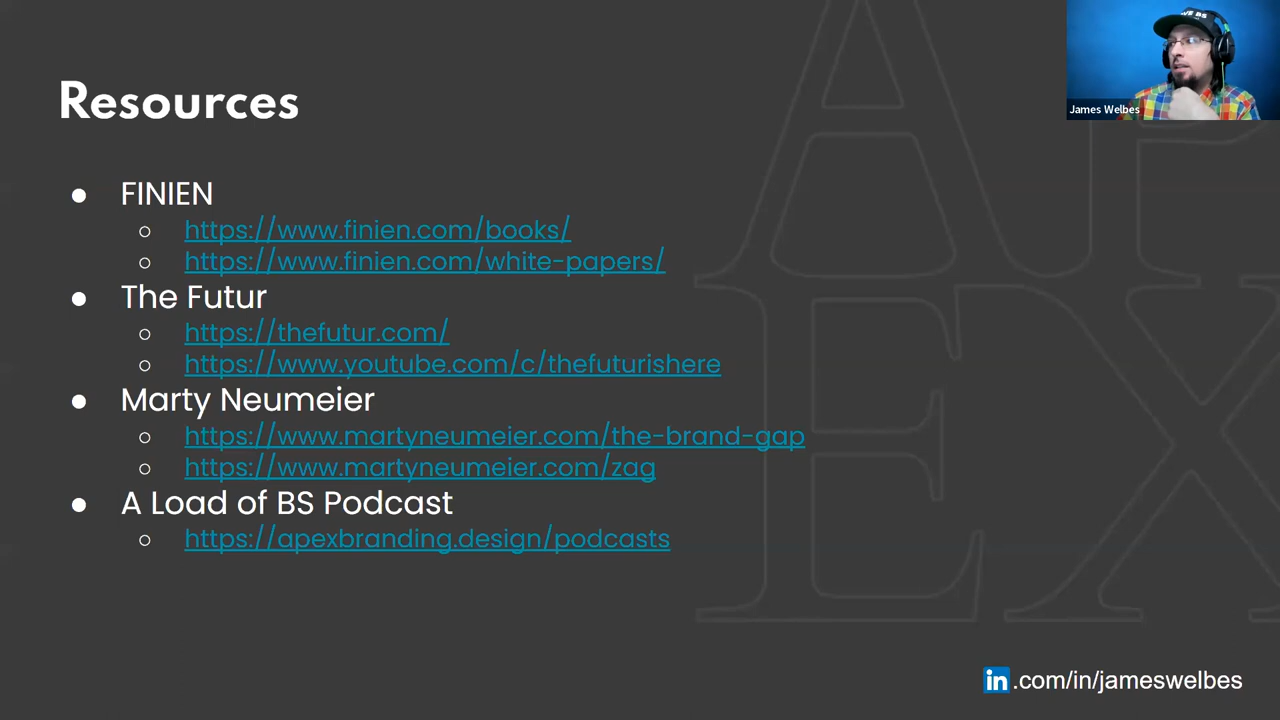 Resources
James Welbes
● FINIEN
○ https://www.finien.com/books/
○ https://www.finien.com/white-papers/
● The Futur
○ https://thefutur.com/
○ https://www.youtube.com/c/thefuturishere
● Marty Neumeier
○ https://www.martyneumeier.com/the-brand-gap
○ https://www.martyneumeier.com/zag
● A Load of BS Podcast
○ https://apexbranding.design/podcasts
AP
EX
in.com/in/jameswelbes